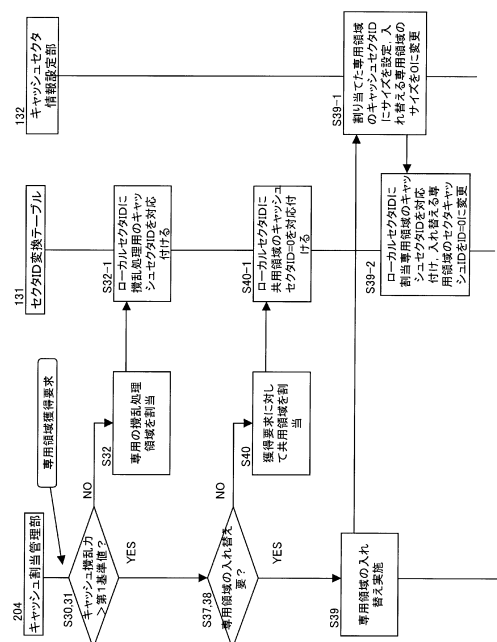 204
キャッシュ割当管理部
131
セクタID変換テーブル
132
キャッシュセクタ
情報設定部
専用領域獲得要求
S30,31
キャッシュ攪乱力
＞第1基準値?
NO
YES
S32
専用の攪乱処理
領域を割当
S32-1
ローカルセクタIDに
攪乱処理用のキャッ
シュセクタIDを対応
付ける
S37,38
専用領域の入れ替え
要?
NO
YES
S40
獲得要求に対し
て共用領域を割
当
S40-1
ローカルセクタIDに
共用領域のキャッシュ
セクタID=0を対応付
ける
S39
専用領域の入れ
替え実施
S39-1
割り当てた専用領域
のキャッシュセクタID
にサイズを設定、入
れ替える専用領域の
サイズを0に変更
S39-2
ローカルセクタIDに
割当専用領域のキャッ
シュセクタIDを対応
付け、入れ替える専
用領域のセクタキャッ
シュIDをID=0に変更